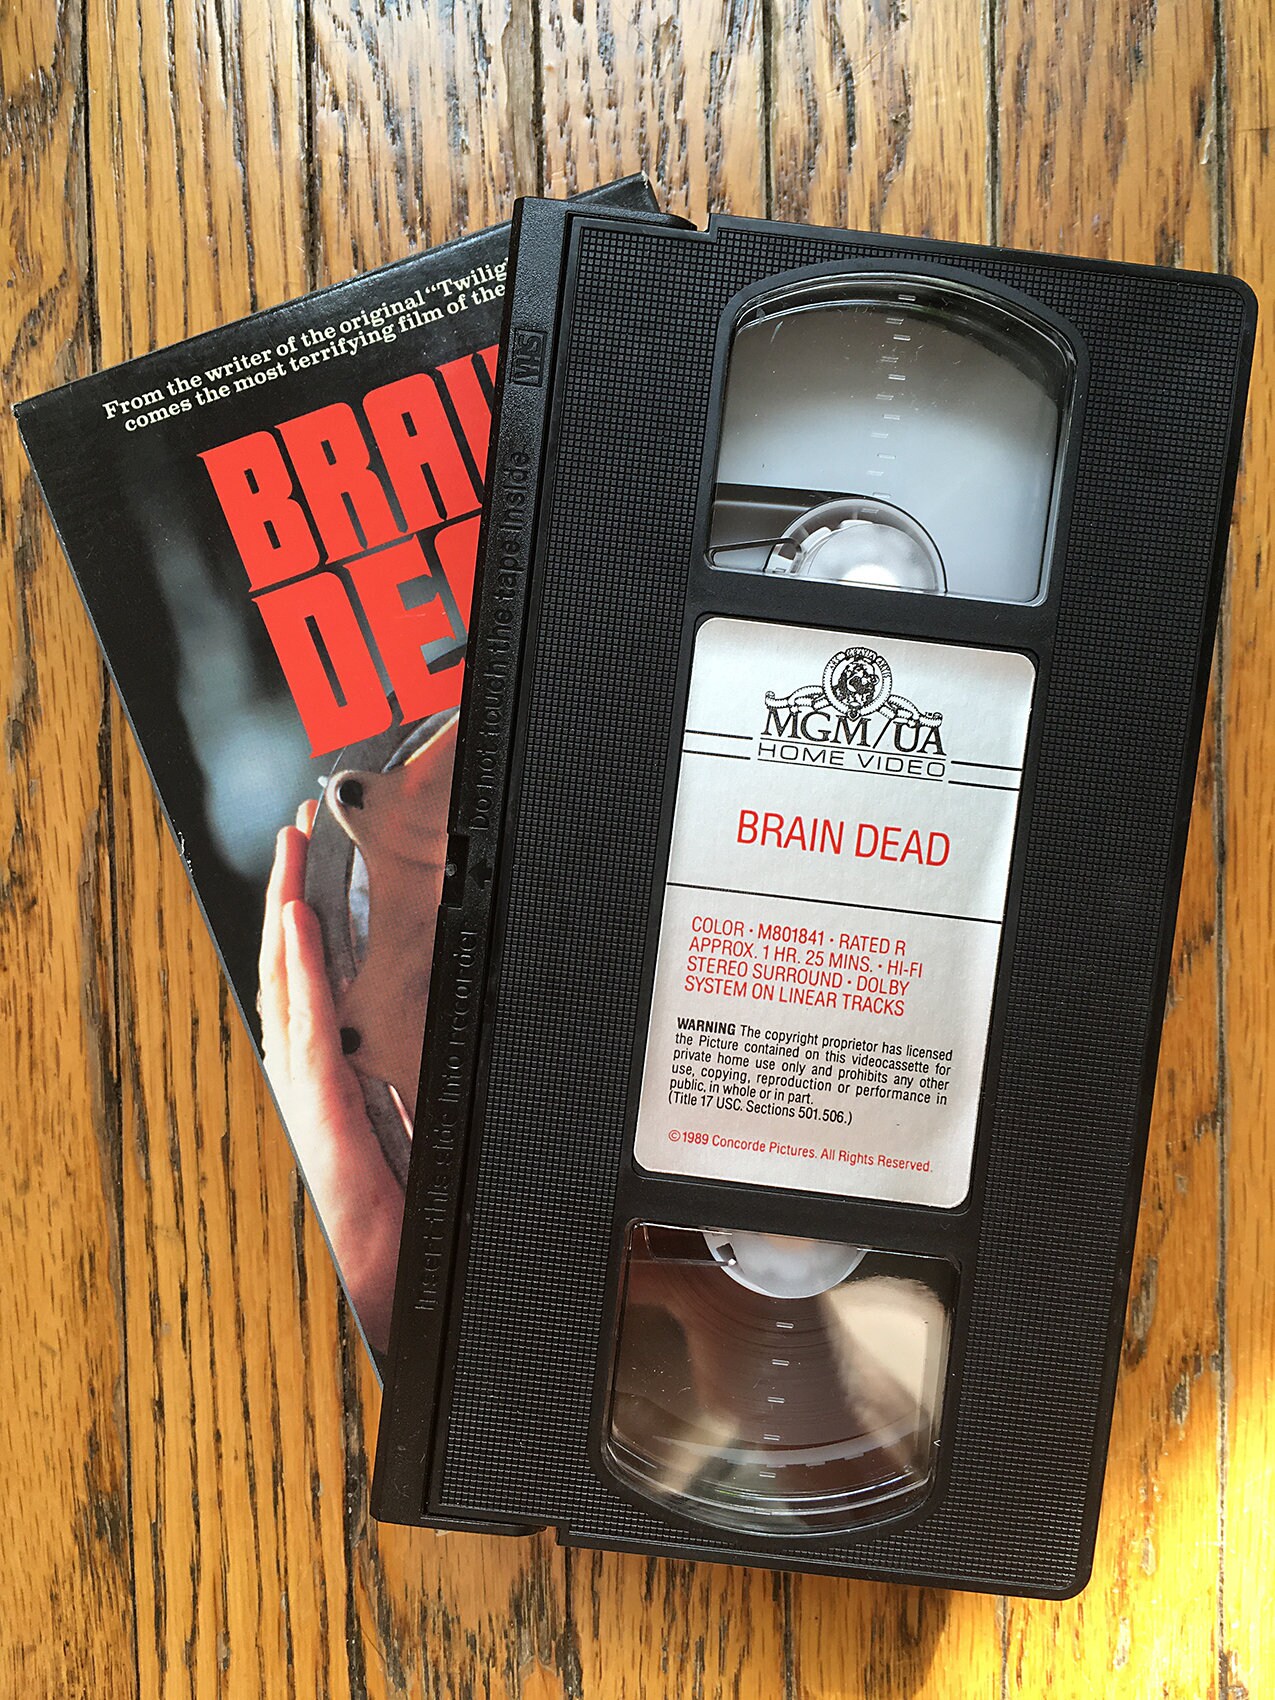 From the writer of the original "Twilig
comes the most terrifying film of the
BRAI
DE
VHS
Do not touch the tape inside
Insert this side into recorder
ARS GRATIA ARTIS
MGM/UA
HOME VIDEO
BRAIN DEAD
COLOR · M801841 · RATED R
APPROX. 1 HR. 25 MINS. · HI-FI
STEREO SURROUND · DOLBY
SYSTEM ON LINEAR TRACKS
WARNING The copyright proprietor has licensed
the Picture contained on this videocassette for
private home use only and prohibits any other
use, copying, reproduction or performance in
public, in whole or in part.
(Title 17 USC. Sections 501.506.)
©1989 Concorde Pictures. All Rights Reserved.